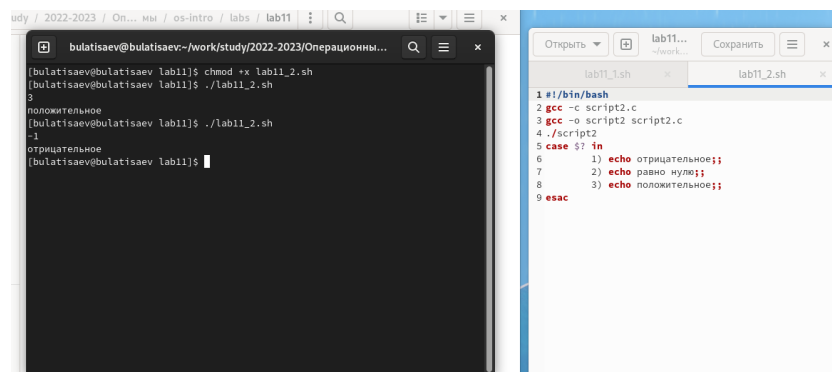 udy / 2022-2023 / Оп... мы / os-intro / labs / lab11
bulatisaev@bulatisaev:~/work/study/2022-2023/Операционны...
[bulatisaev@bulatisaev lab11]$ chmod +x lab11_2.sh
[bulatisaev@bulatisaev lab11]$ ./lab11_2.sh
3
положительное
[bulatisaev@bulatisaev lab11]$ ./lab11_2.sh
-1
отрицательное
[bulatisaev@bulatisaev lab11]$
Открыть
lab11...
~/work...
Сохранить
lab11_1.sh
lab11_2.sh
1 #!/bin/bash
2 gcc -c script2.c
3 gcc -o script2 script2.c
4 ./script2
5 case $? in
6 1) echo отрицательное;;
7 2) echo равно нулю;;
8 3) echo положительное;;
9 esac